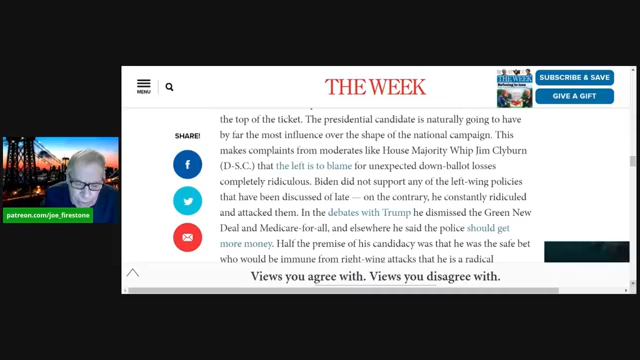 MENU
THE WEEK
SUBSCRIBE & SAVE
GIVE A GIFT
SHARE!
the top of the ticket. The presidential candidate is naturally going to have
by far the most influence over the shape of the national campaign. This
makes complaints from moderates like House Majority Whip Jim Clyburn
(D-S.C.) that the left is to blame for unexpected down-ballot losses
completely ridiculous. Biden did not support any of the left-wing policies
that have been discussed of late — on the contrary, he constantly ridiculed
and attacked them. In the debates with Trump he dismissed the Green New
Deal and Medicare-for-all, and elsewhere he said the police should get
more money. Half the premise of his candidacy was that he was the safe bet
who would be immune from right-wing attacks that he is a radical
Views you agree with. Views you disagree with.
patreon.com/joe_firestone